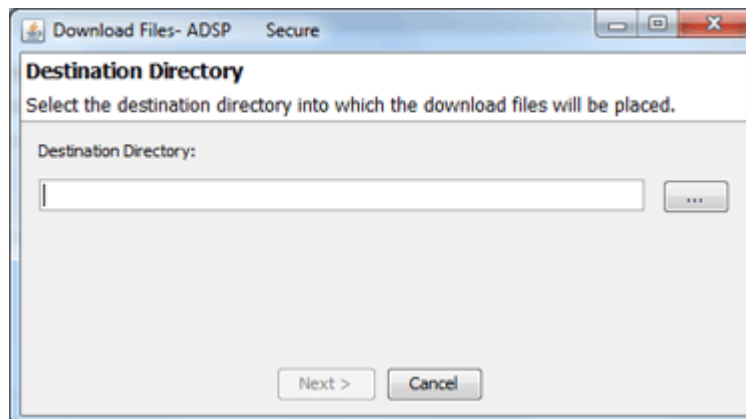 Download Files- ADSP Secure
Destination Directory
Select the destination directory into which the download files will be placed.
Destination Directory:
...
Next > Cancel